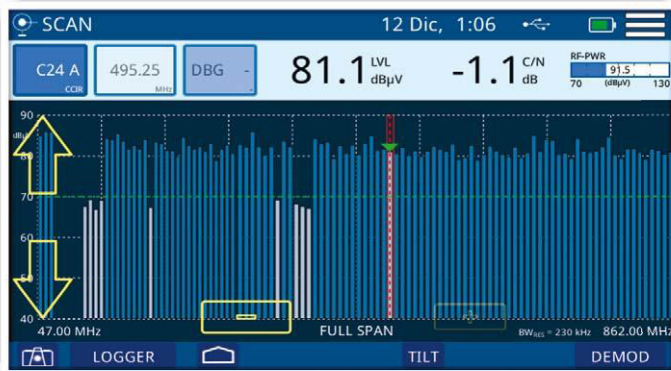 SCAN
12 Dic, 1:06
C24 A
CCIR
495.25
MHz
DBG -
-
81.1 LVL dBµV
-1.1 C/N dB
RF-PWR
91.5
70 (dBµV) 130
90
dBµV
80
70
60
50
40
47.00 MHz
FULL SPAN
BWRES = 230 kHz
862.00 MHz
LOGGER
TILT
DEMOD